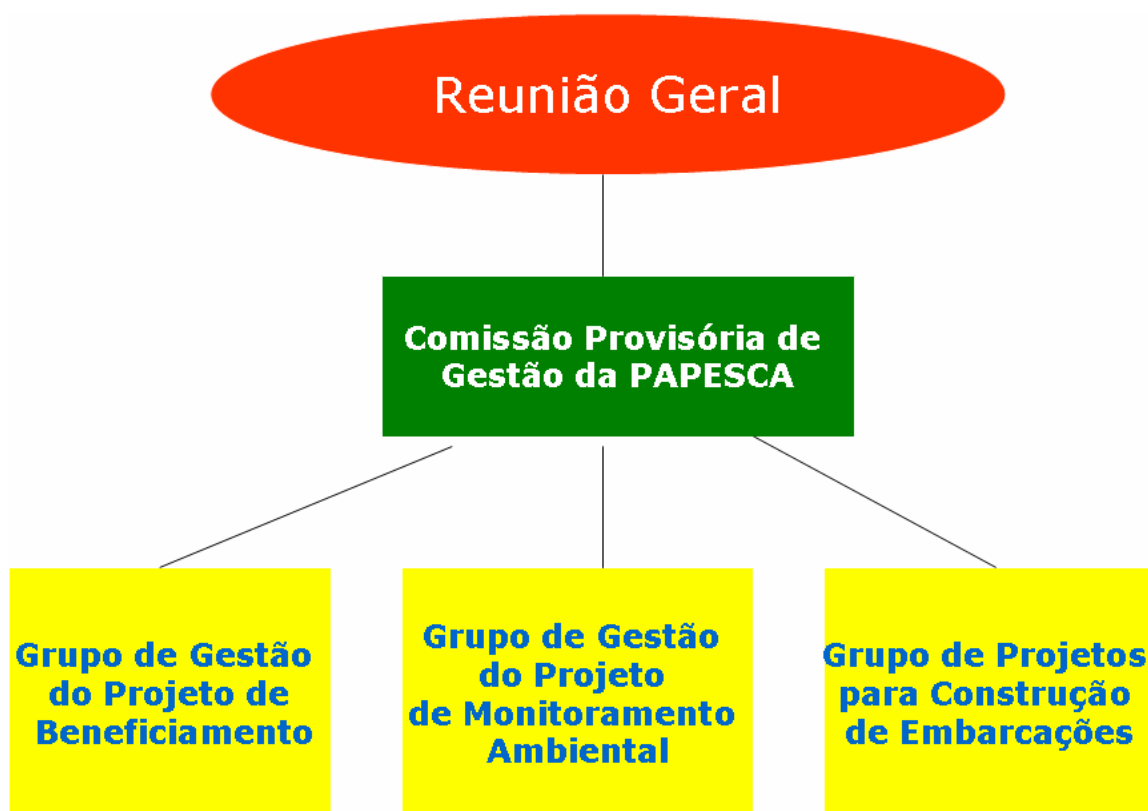 Reunião Geral
Comissão Provisória de
Gestão da PAPESCA
Grupo de Gestão
do Projeto de
Beneficiamento
Grupo de Gestão
do Projeto
de Monitoramento
Ambiental
Grupo de Projetos
para Construção
de Embarcações